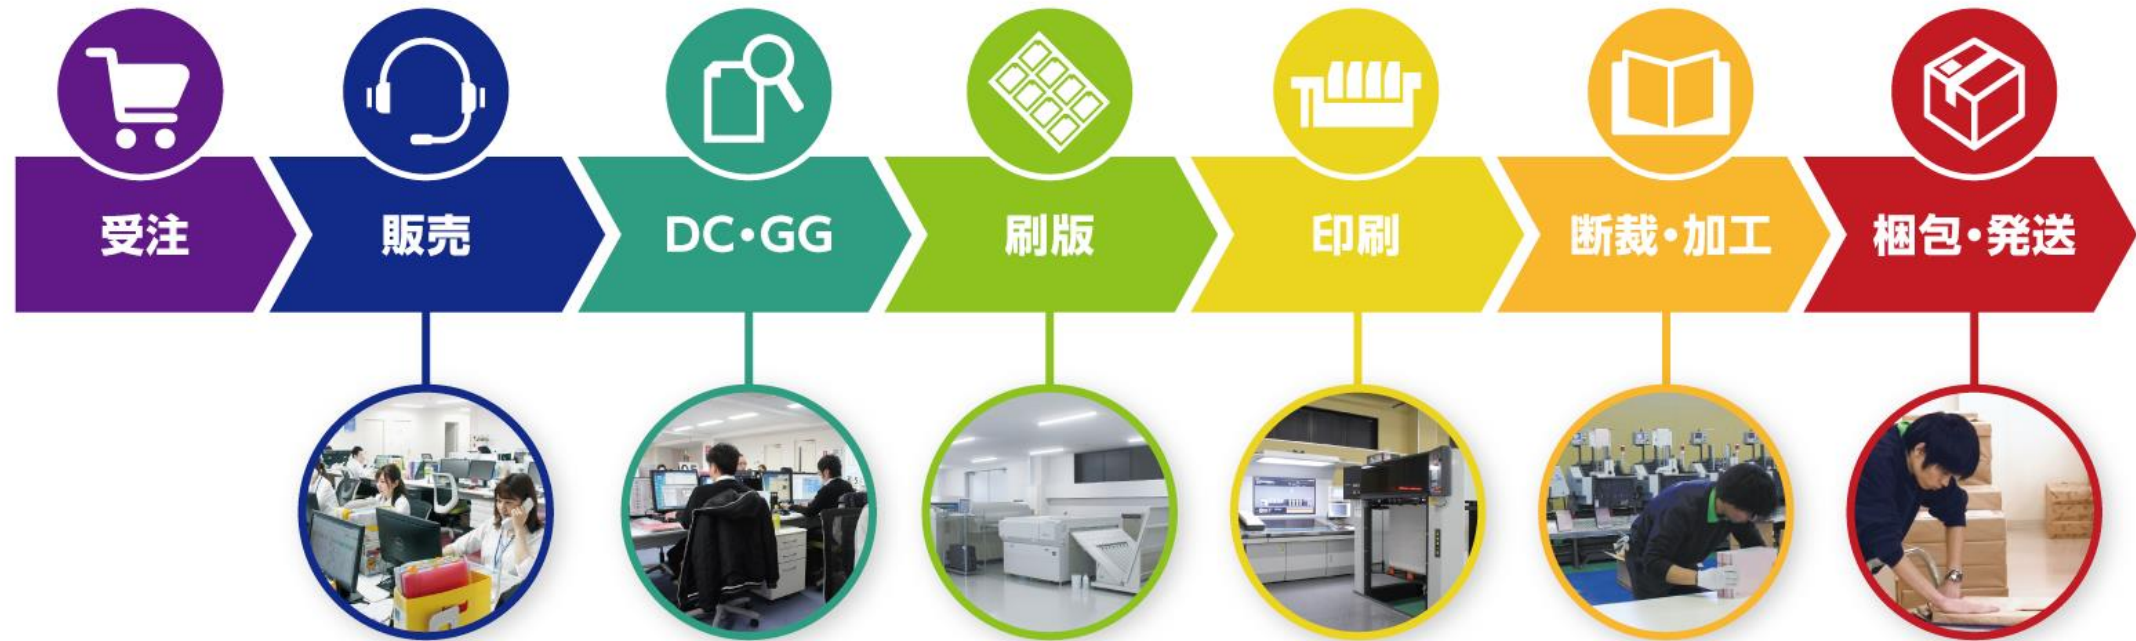 受注
販売
DC・GG
刷版
印刷
断裁・加工
梱包・発送